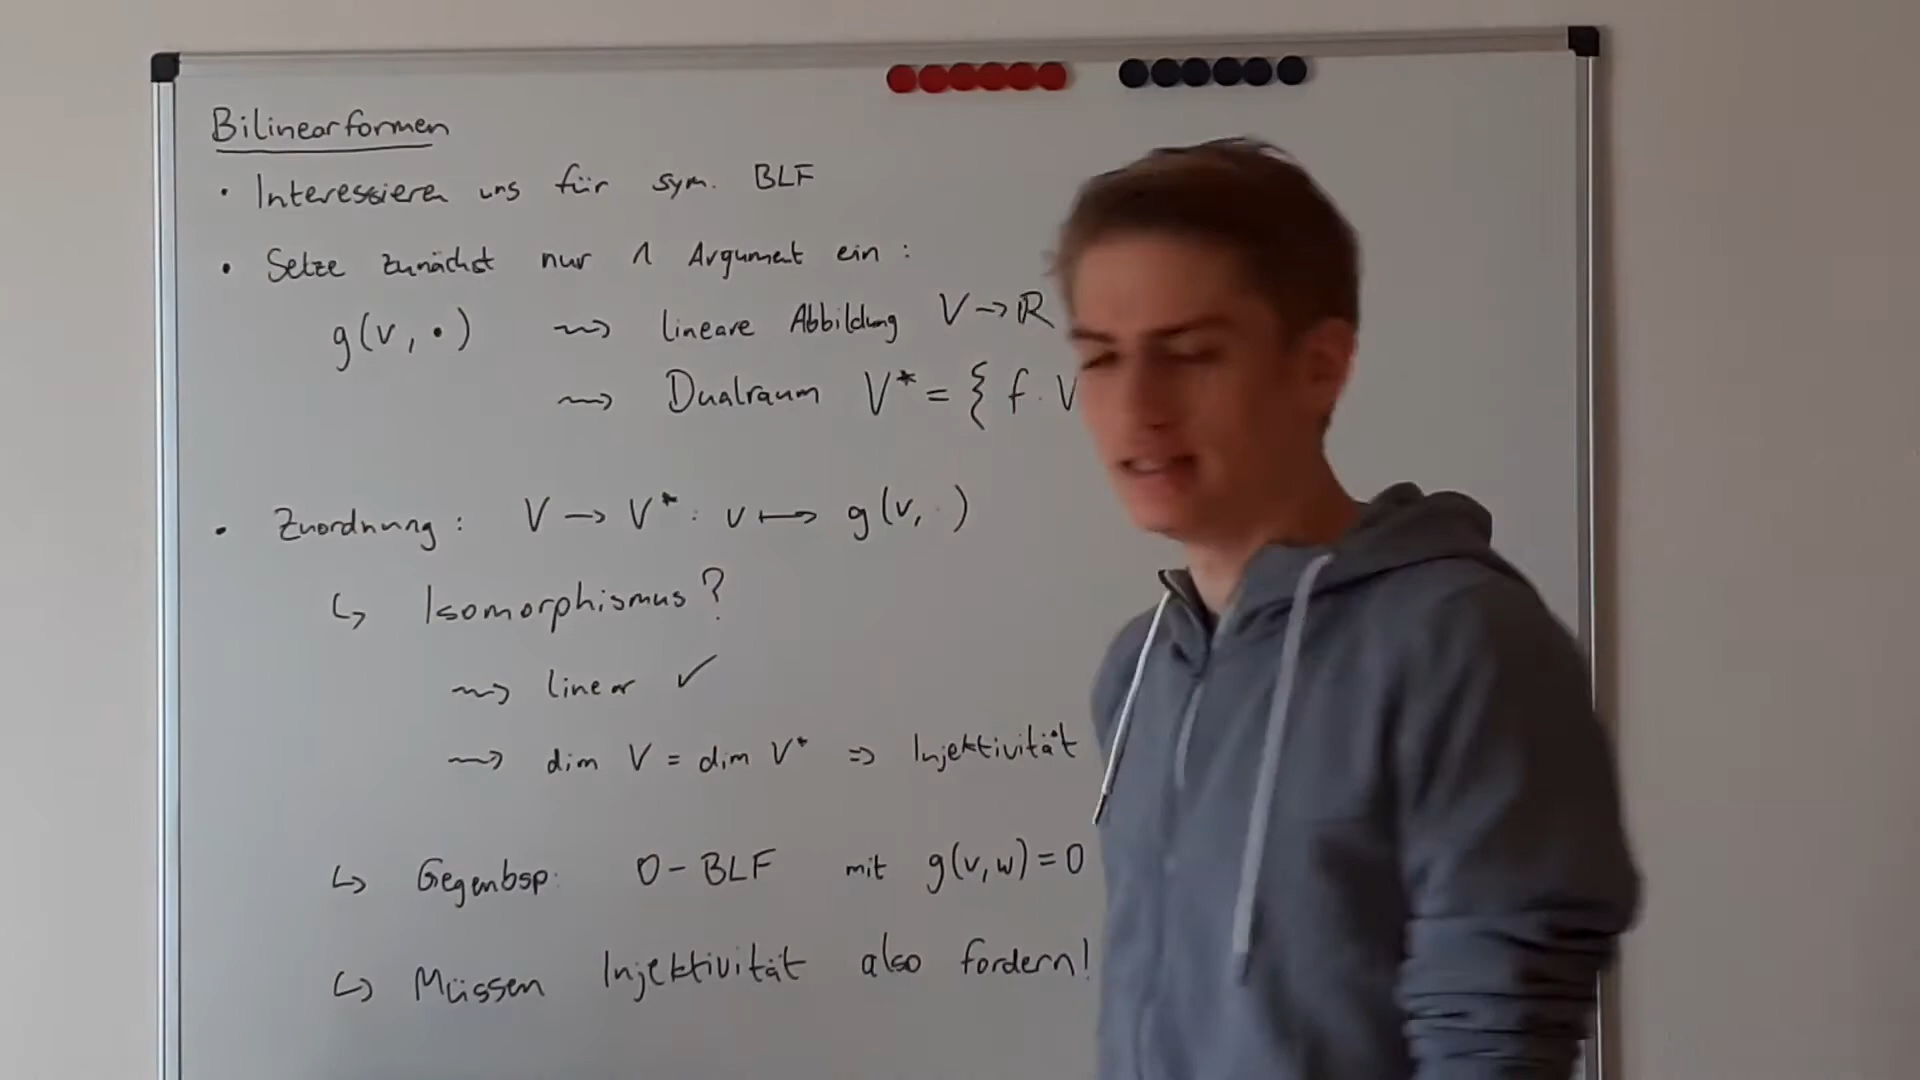 Bilinearformen
• Interessieren uns für sym. BLF
• Setze zunächst nur 1 Argument ein :
g(v, •) ⇝ lineare Abbildung V → ℝ
⇝ Dualraum V* = { f : V
• Zuordnung : V → V* : v ↦ g(v, · )
↪ Isomorphismus ?
⇝ linear ✓
⇝ dim V = dim V* ⇒ Injektivität
↪ Gegenbsp: 0-BLF mit g(v,w) = 0
↪ Müssen Injektivität also fordern!